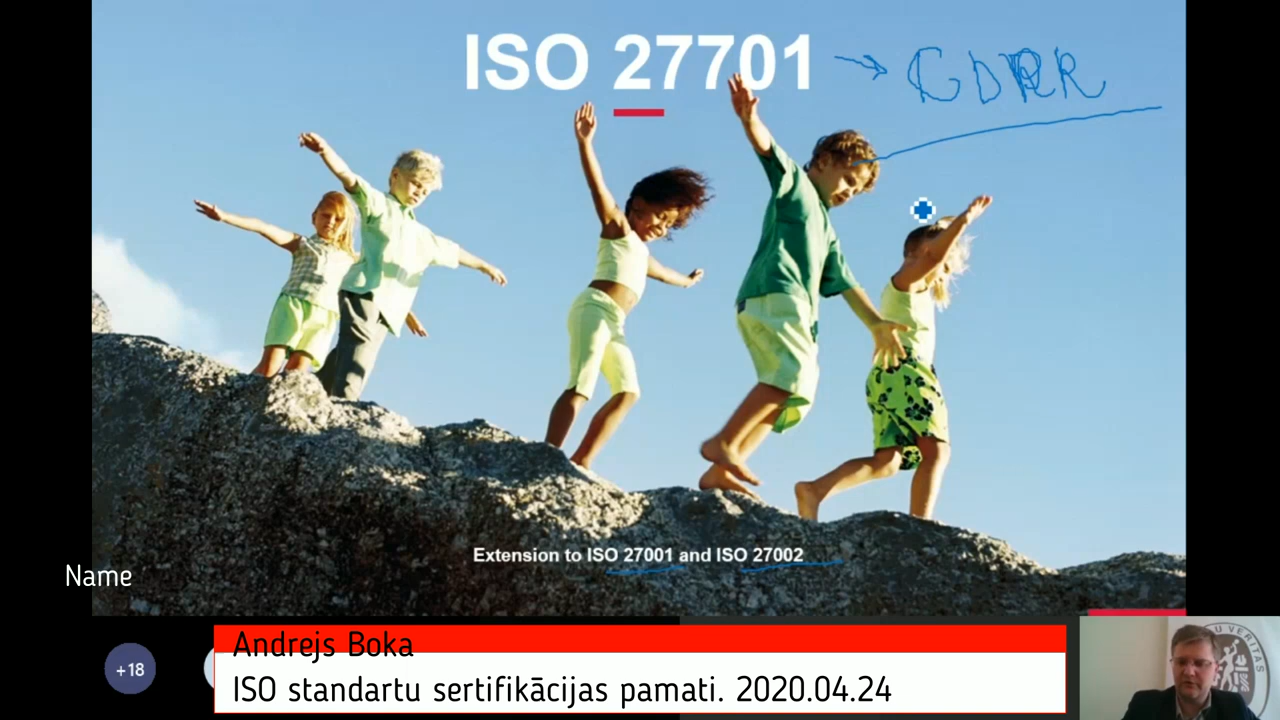 ISO 27701 → GDPR
Extension to ISO 27001 and ISO 27002
Name
+18
Andrejs Boka
ISO standartu sertifikācijas pamati. 2020.04.24
U VERITAS